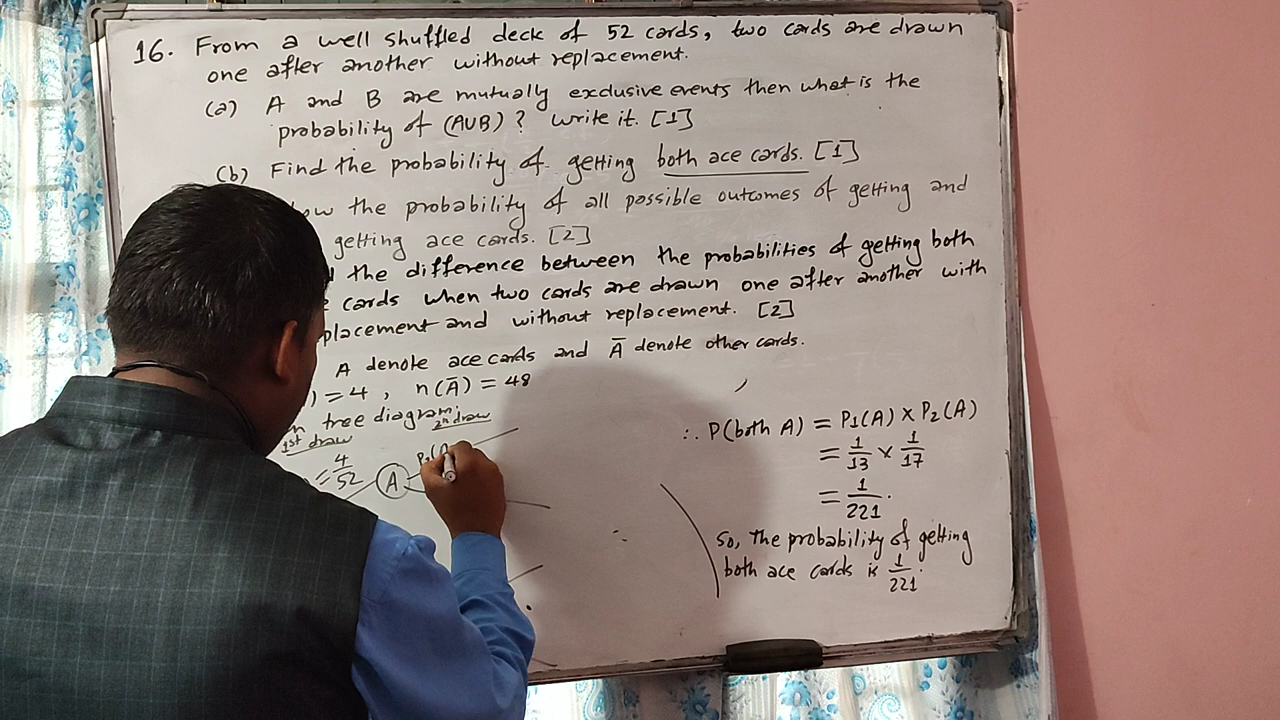 16. From a well shuffled deck of 52 cards, two cards are drawn
one after another without replacement.
(a) A and B are mutually exclusive events then what is the
probability of (AUB)? Write it. [1]
(b) Find the probability of getting both ace cards. [1]
the probability of all possible outcomes of getting and
getting ace cards. [2]
the difference between the probabilities of getting both
cards when two cards are drawn one after another with
placement and without replacement. [2]
A denote ace cards and Ā denote other cards.
) = 4 , n(Ā) = 48
tree diagram,
2ⁿ draw
1st draw
= 4/52
A
P₂(
∴ P(both A) = P₁(A) × P₂(A)
= 1/13 × 1/17
= 1/221.
So, the probability of getting
both ace cards is 1/221.